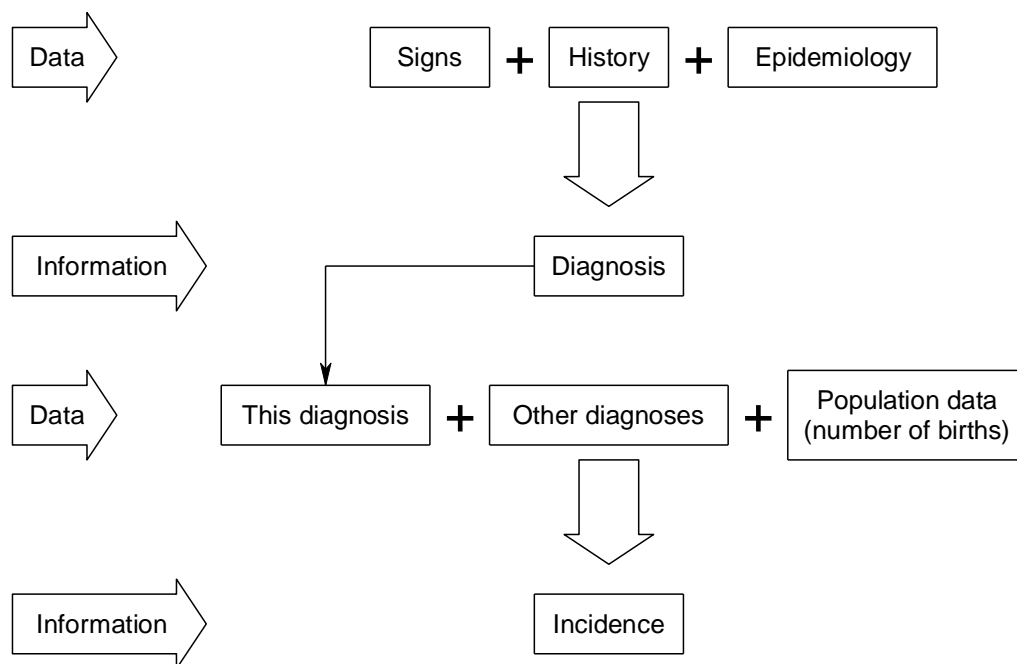 Data
Signs + History + Epidemiology
Information
Diagnosis
Data
This diagnosis + Other diagnoses + Population data
(number of births)
Information
Incidence